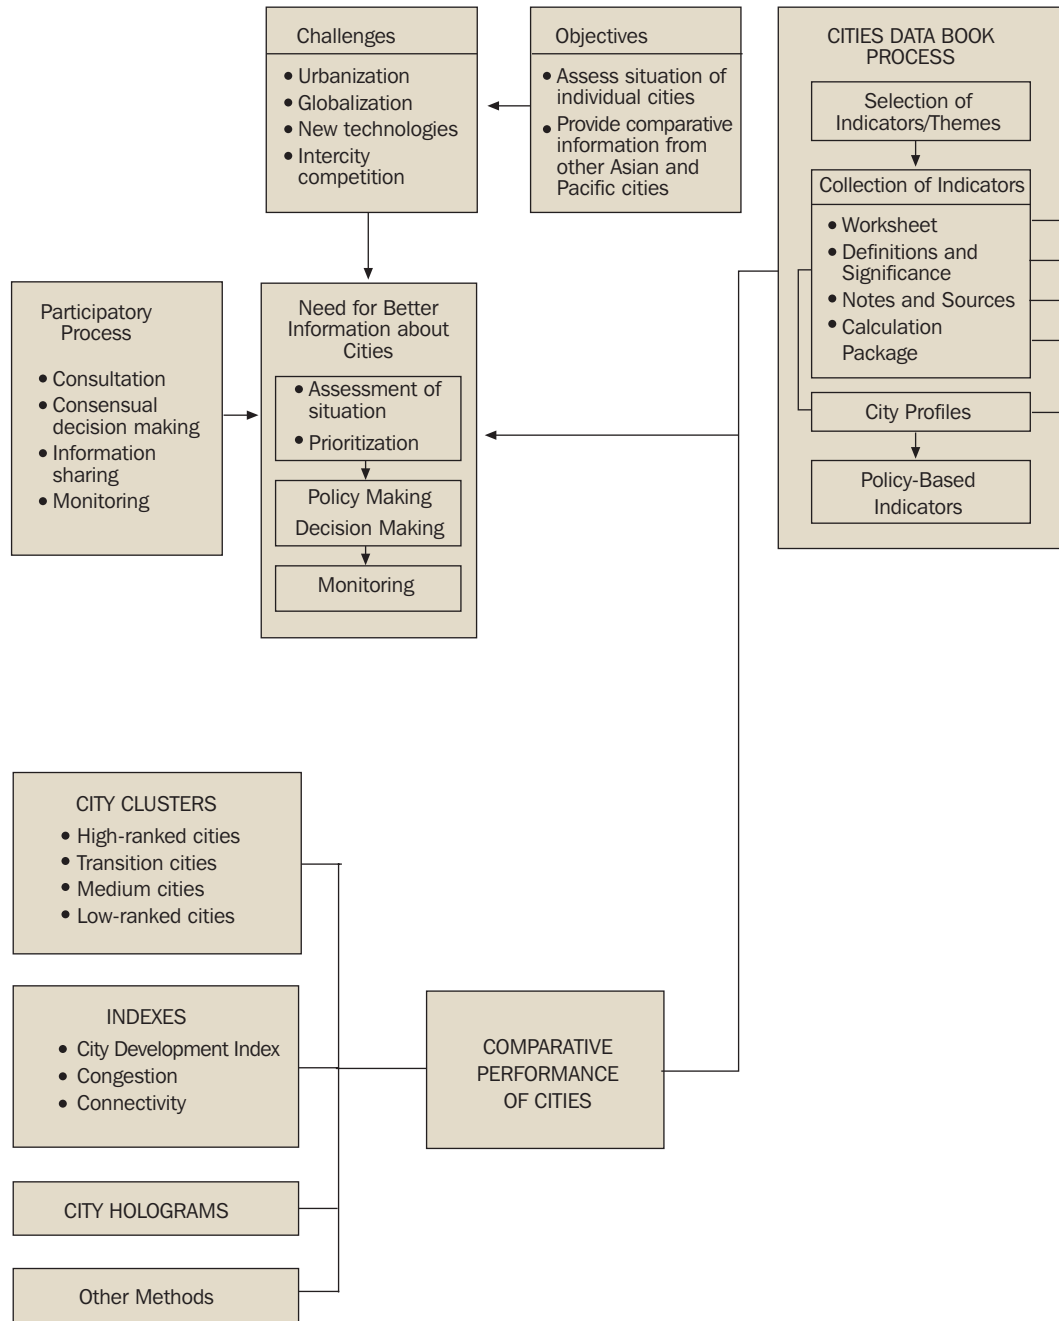 Challenges
• Urbanization
• Globalization
• New technologies
• Intercity
competition
Objectives
• Assess situation of
individual cities
• Provide comparative
information from
other Asian and
Pacific cities
CITIES DATA BOOK
PROCESS
Selection of
Indicators/Themes
Collection of Indicators
• Worksheet
• Definitions and
Significance
• Notes and Sources
• Calculation
Package
City Profiles
Policy-Based
Indicators
Participatory
Process
• Consultation
• Consensual
decision making
• Information
sharing
• Monitoring
Need for Better
Information about
Cities
• Assessment of
situation
• Prioritization
Policy Making
Decision Making
Monitoring
CITY CLUSTERS
• High-ranked cities
• Transition cities
• Medium cities
• Low-ranked cities
INDEXES
• City Development Index
• Congestion
• Connectivity
CITY HOLOGRAMS
Other Methods
COMPARATIVE
PERFORMANCE
OF CITIES